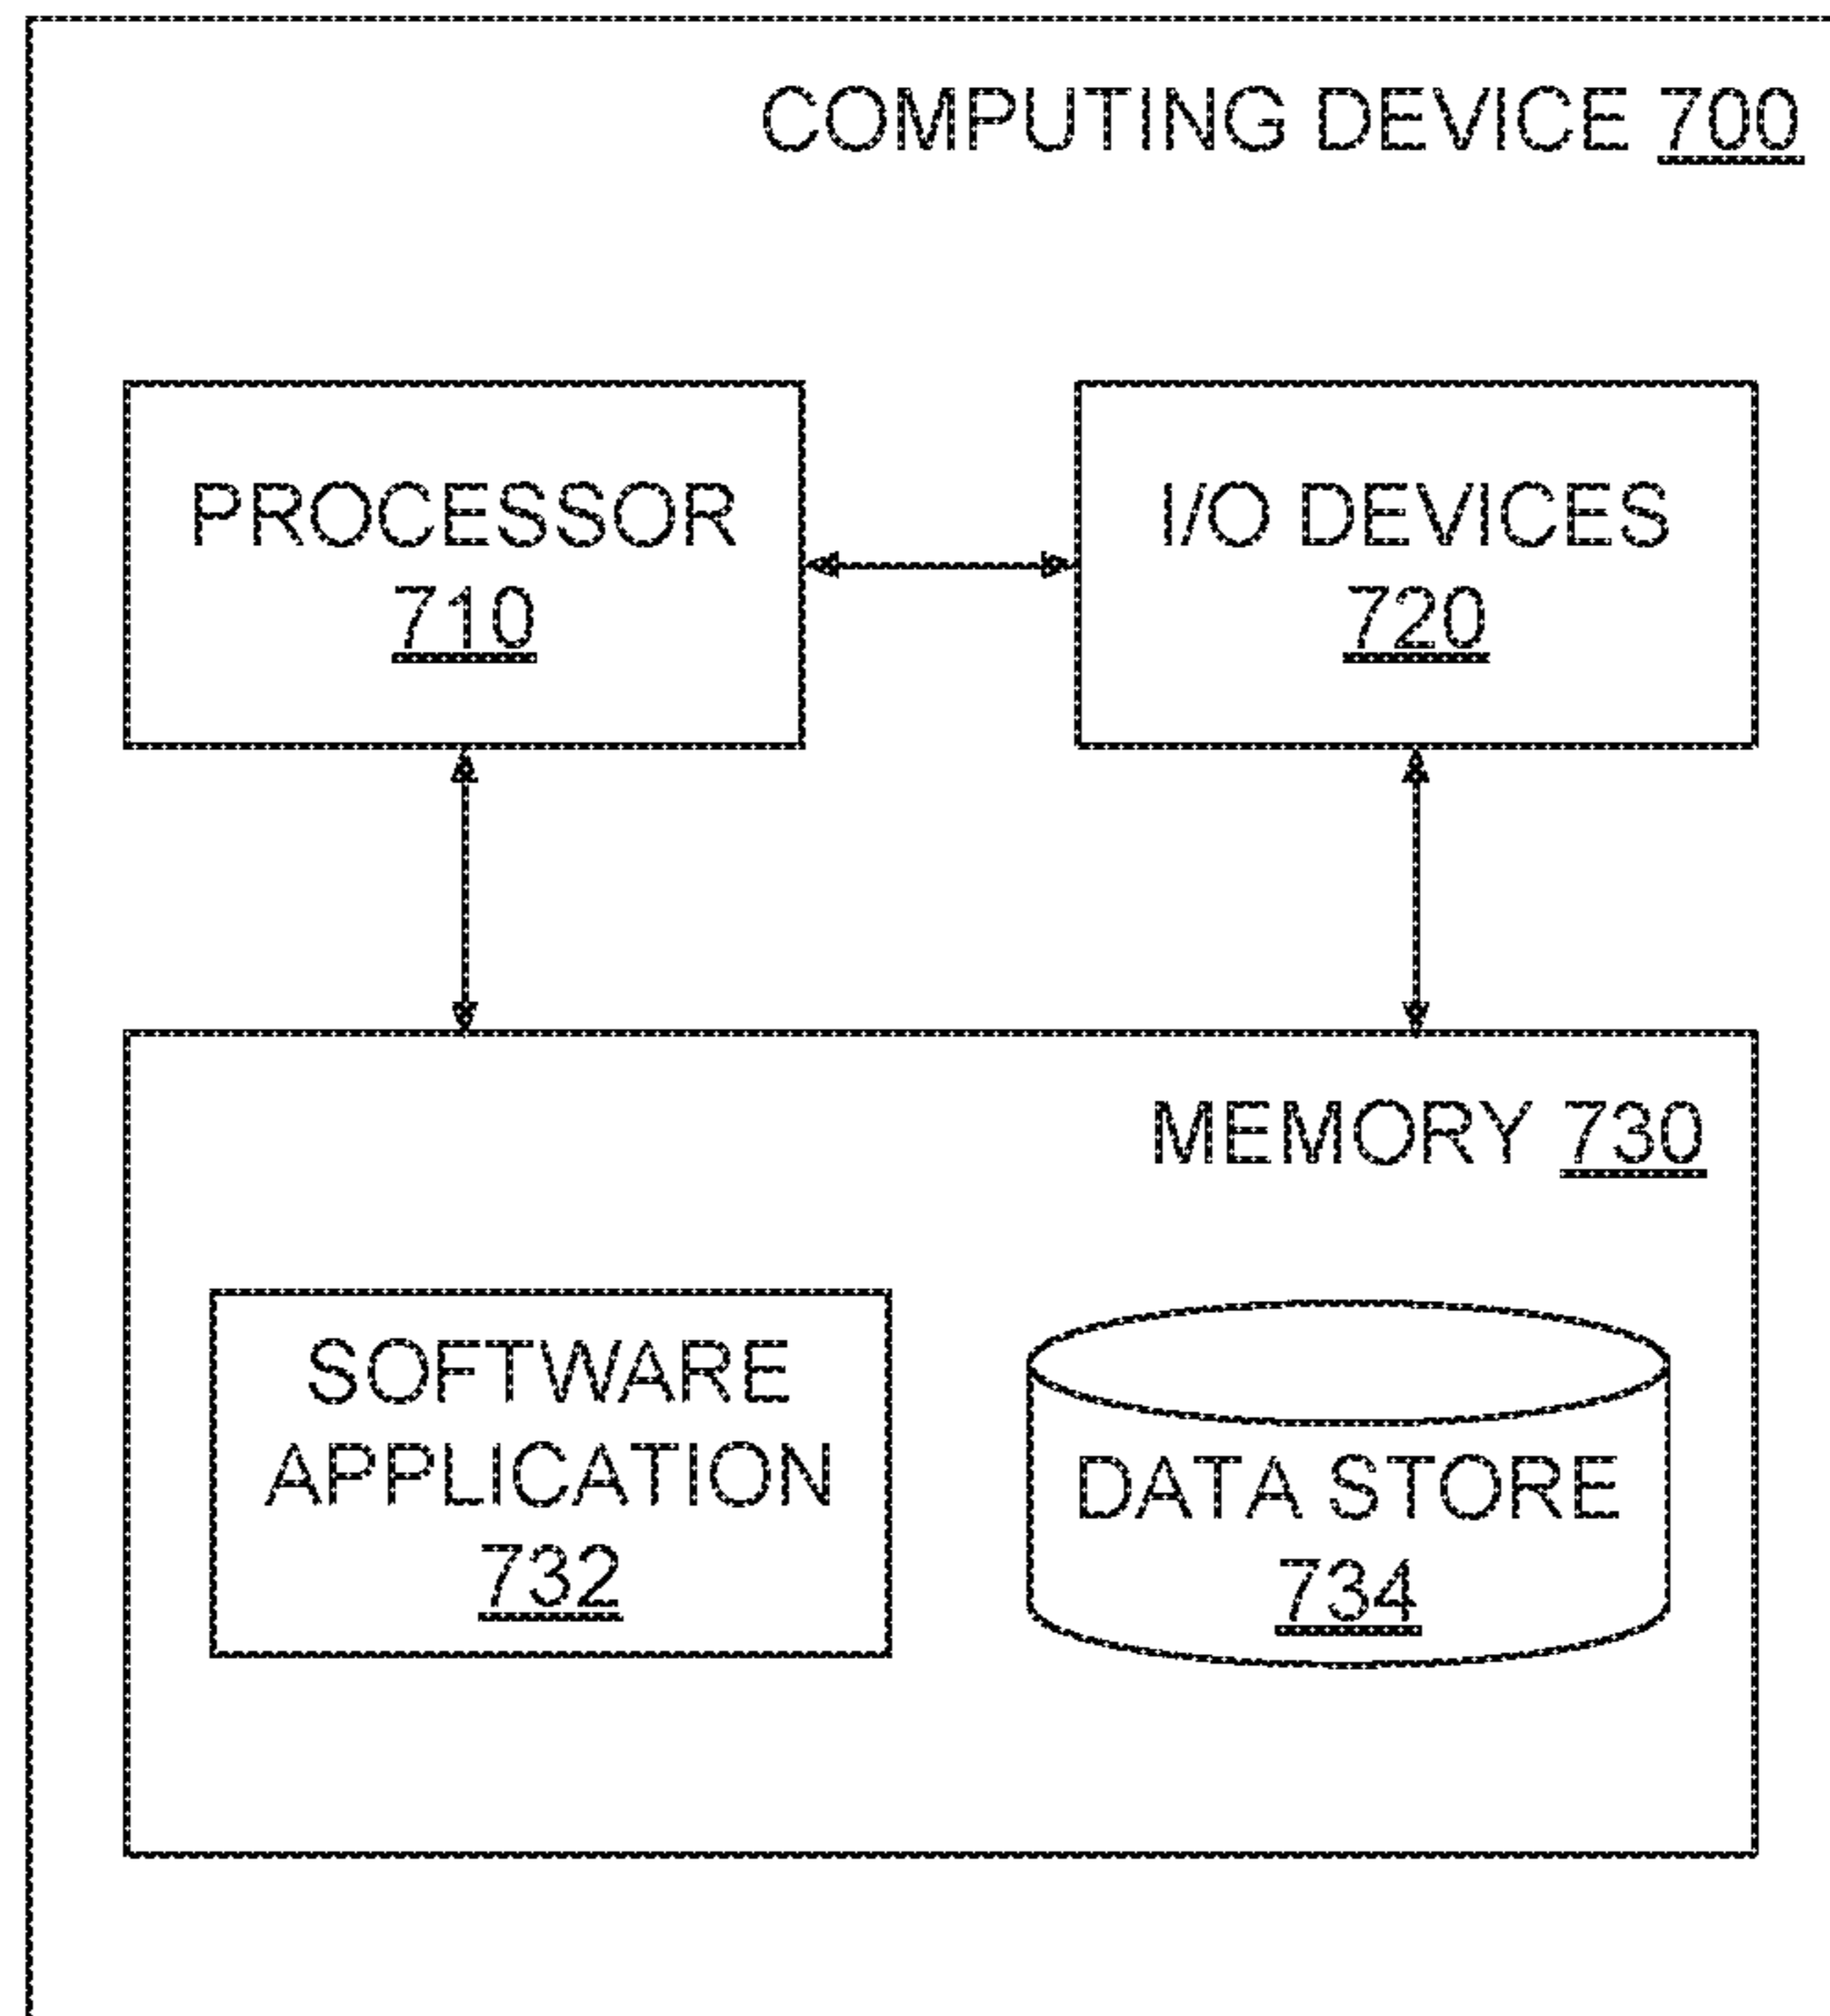 COMPUTING DEVICE 700
PROCESSOR
710
I/O DEVICES
720
MEMORY 730
SOFTWARE
APPLICATION
732
DATA STORE
734